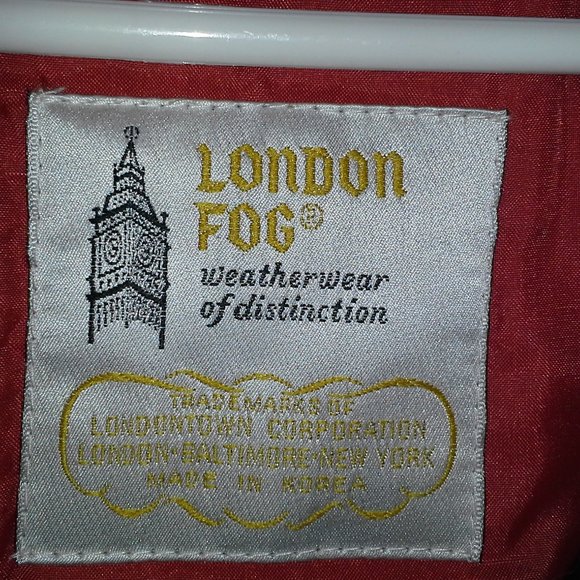 LONDON
FOG®
weatherwear
of distinction
TRADEMARKS OF
LONDONTOWN CORPORATION
LONDON·BALTIMORE·NEW YORK
MADE IN KOREA